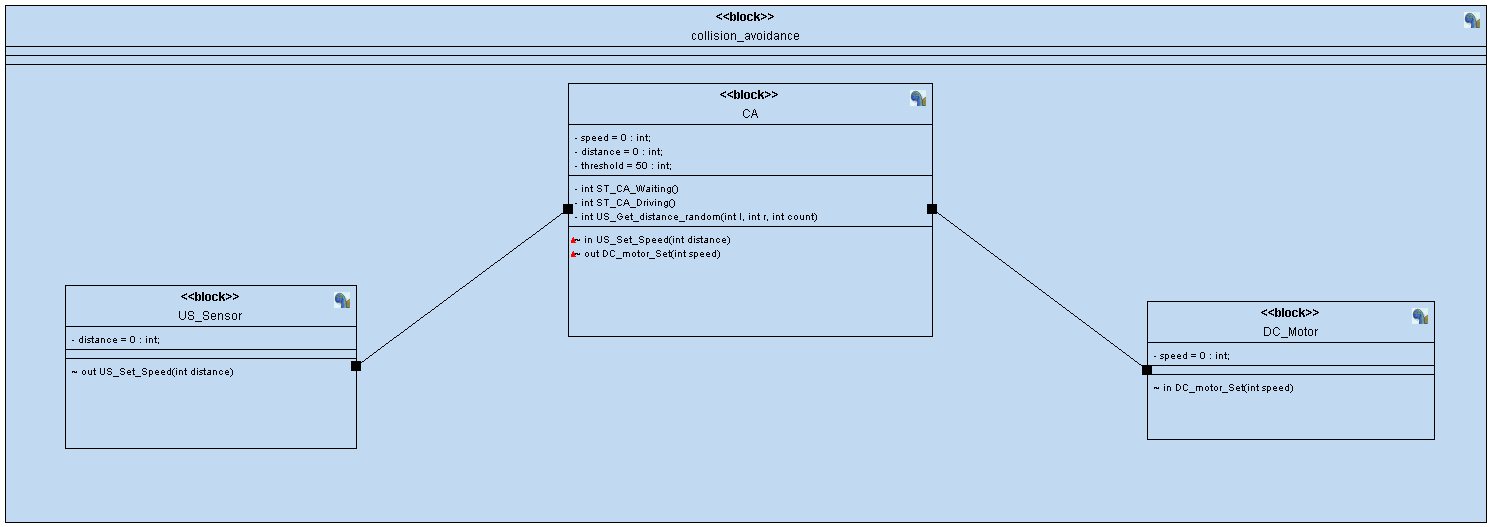 <<block>>
collision_avoidance
<<block>>
CA
- speed = 0 : int;
- distance = 0 : int;
- threshold = 50 : int;
- int ST_CA_Waiting()
- int ST_CA_Driving()
- int US_Get_distance_random(int l, int r, int count)
~ in US_Set_Speed(int distance)
~ out DC_motor_Set(int speed)
<<block>>
US_Sensor
- distance = 0 : int;
~ out US_Set_Speed(int distance)
<<block>>
DC_Motor
- speed = 0 : int;
~ in DC_motor_Set(int speed)